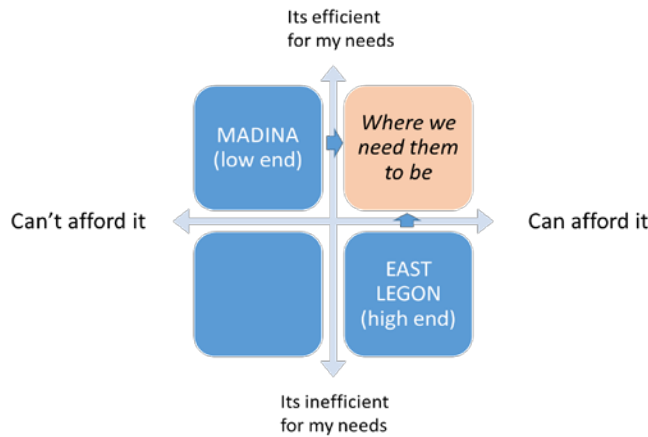 Its efficient
for my needs
MADINA
(low end)
Where we
need them
to be
Can't afford it
Can afford it
EAST
LEGON
(high end)
Its inefficient
for my needs